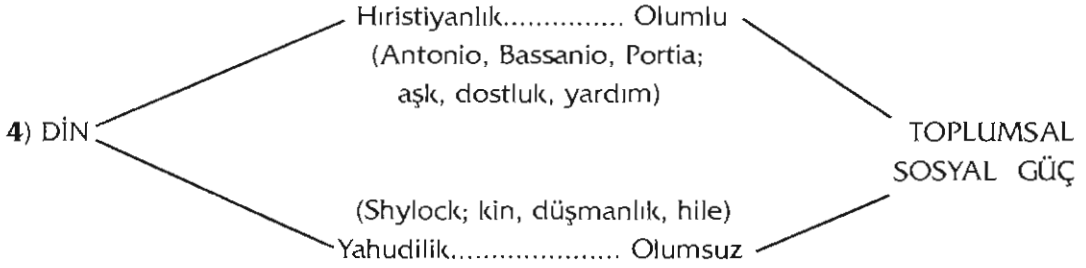 Hıristiyanlık............... Olumlu
(Antonio, Bassanio, Portia;
aşk, dostluk, yardım)
4) DİN
TOPLUMSAL
SOSYAL GÜÇ
(Shylock; kin, düşmanlık, hile)
Yahudilik..................... Olumsuz